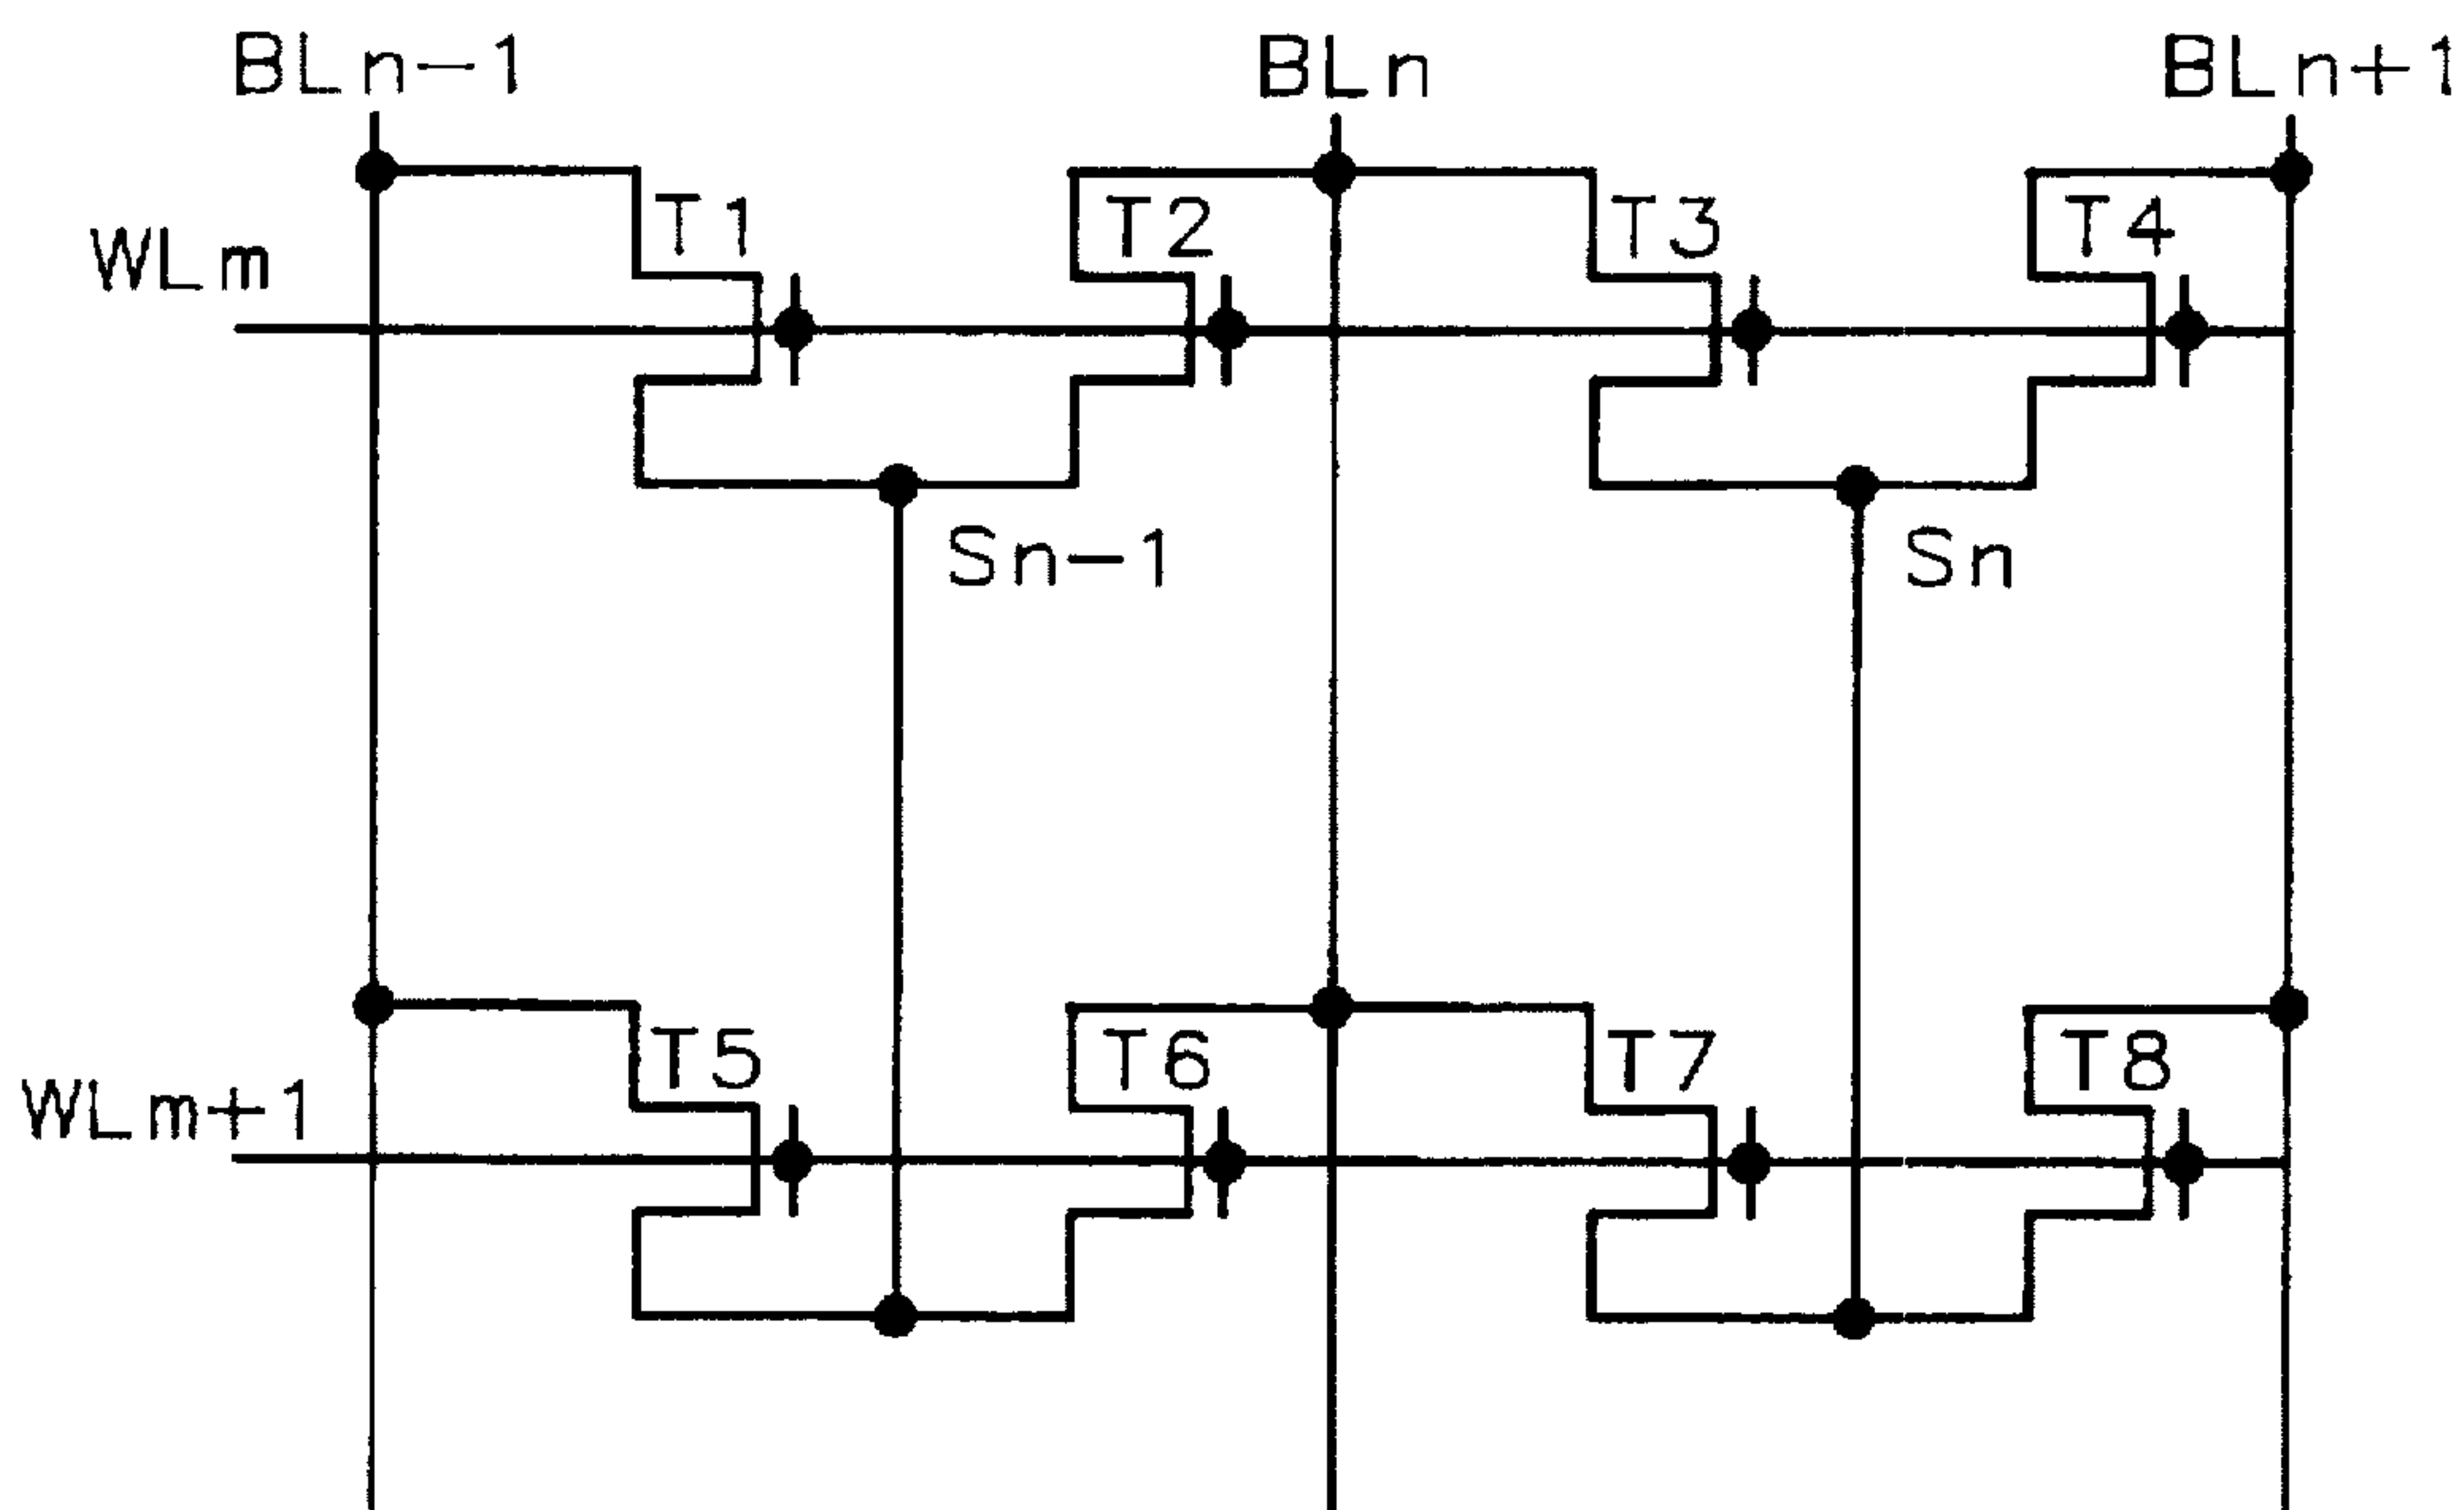 BLn-1 BLn BLn+1
T1 T2 T3 T4
WLm
Sn-1 Sn
T5 T6 T7 T8
WLm+1